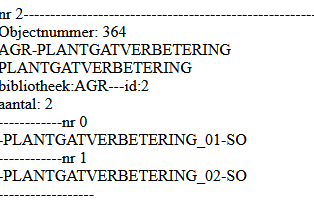 nr 2--------------------------------------------------
Objectnummer: 364
AGR-PLANTGATVERBETERING
PLANTGATVERBETERING
bibliotheek:AGR---id:2
aantal: 2
------------nr 0
-PLANTGATVERBETERING_01-SO
------------nr 1
-PLANTGATVERBETERING_02-SO
------------------